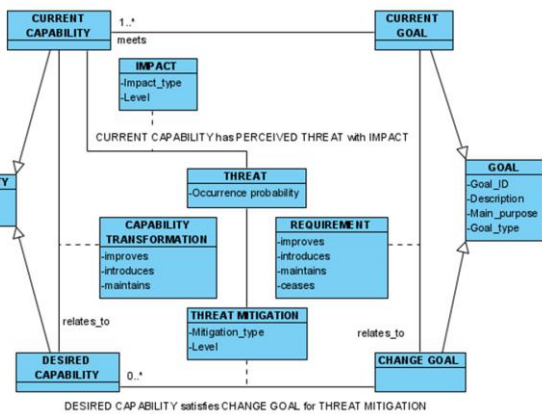 CURRENT
CAPABILITY
1..*
meets
CURRENT
GOAL
IMPACT
-Impact_type
-Level
CURRENT CAPABILITY has PERCEIVED THREAT with IMPACT
THREAT
-Occurrence probability
TY
GOAL
-Goal_ID
-Description
-Main_purpose
-Goal_type
CAPABILITY
TRANSFORMATION
-improves
-introduces
-maintains
REQUIREMENT
-improves
-introduces
-maintains
-ceases
THREAT MITIGATION
-Mitigation_type
-Level
relates_to
relates_to
DESIRED
CAPABILITY
0..*
CHANGE GOAL
DESIRED CAPABILITY satisfies CHANGE GOAL for THREAT MITIGATION